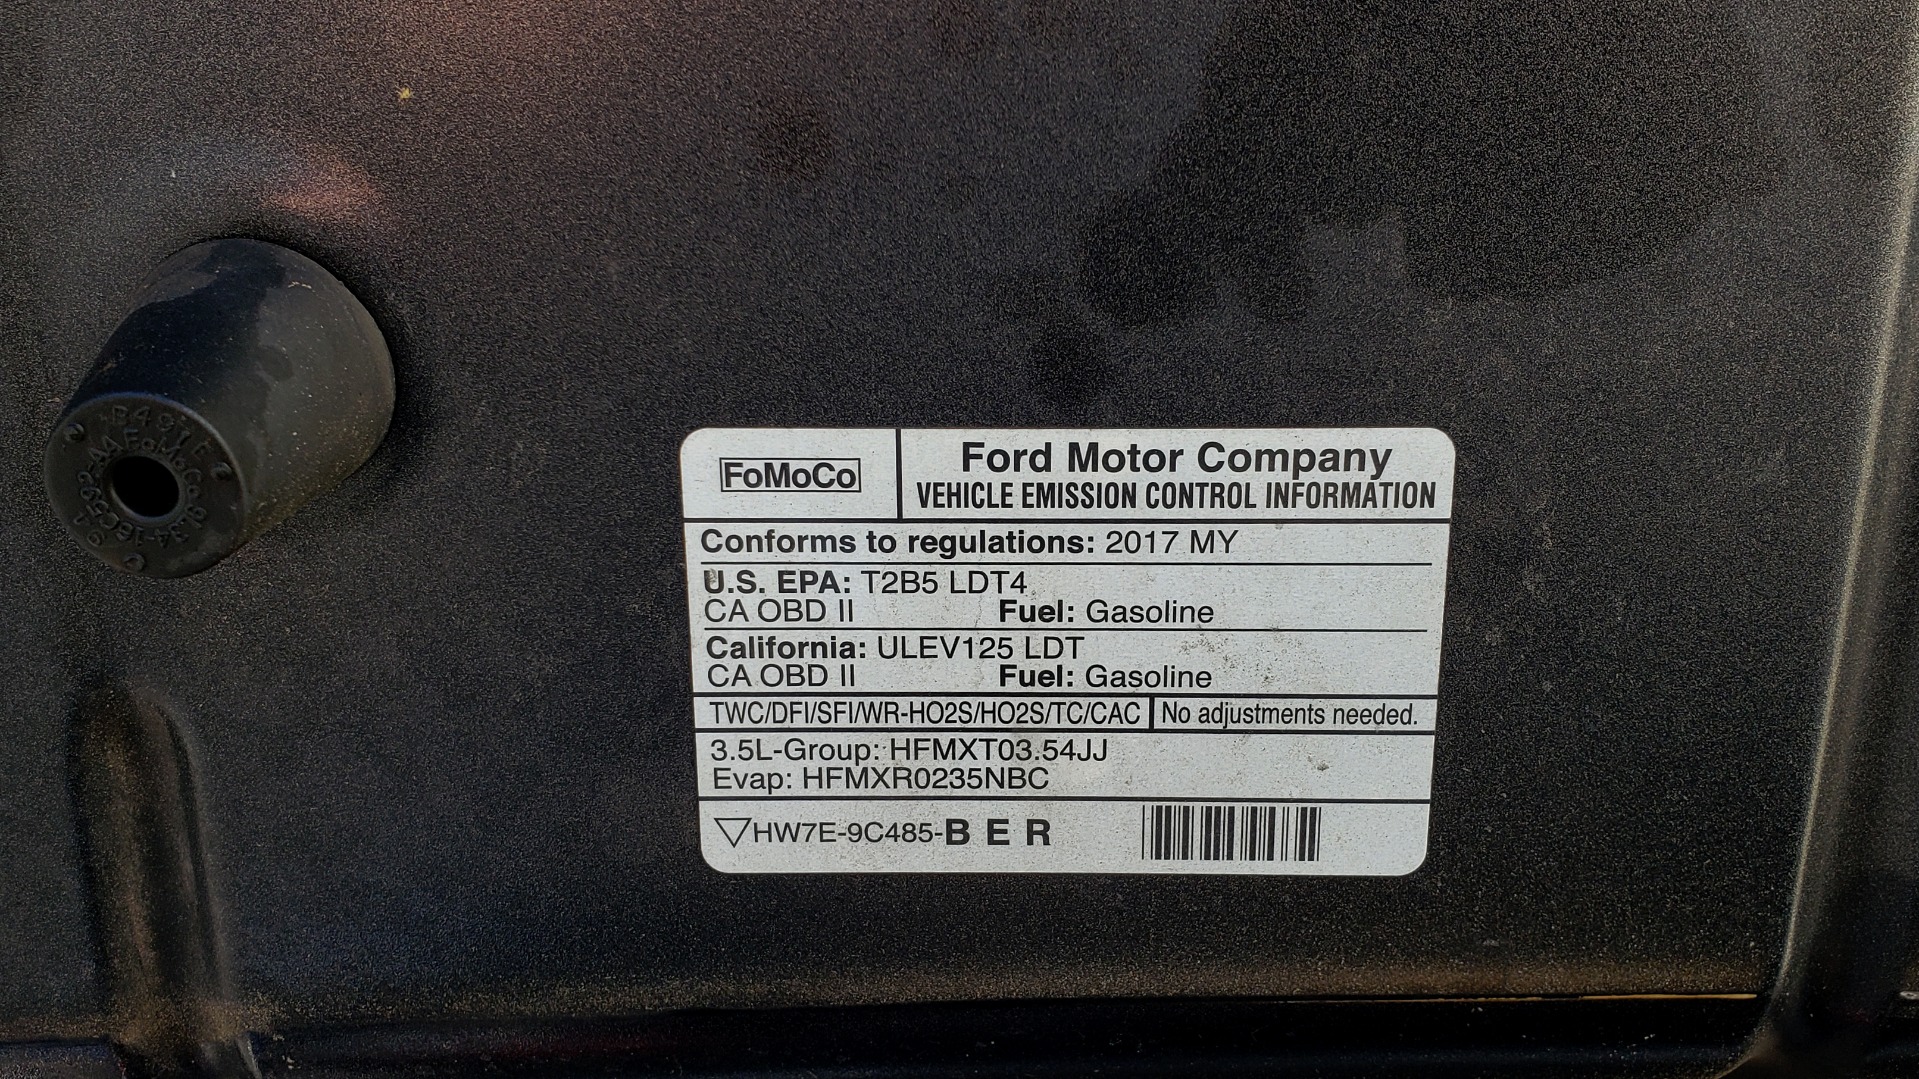 FoMoCo
Ford Motor Company
VEHICLE EMISSION CONTROL INFORMATION
Conforms to regulations: 2017 MY
U.S. EPA: T2B5 LDT4
CA OBD II Fuel: Gasoline
California: ULEV125 LDT
CA OBD II Fuel: Gasoline
TWC/DFI/SFI/WR-HO2S/HO2S/TC/CAC No adjustments needed.
3.5L-Group: HFMXT03.54JJ
Evap: HFMXR0235NBC
HW7E-9C485-B E R
FoMoCo